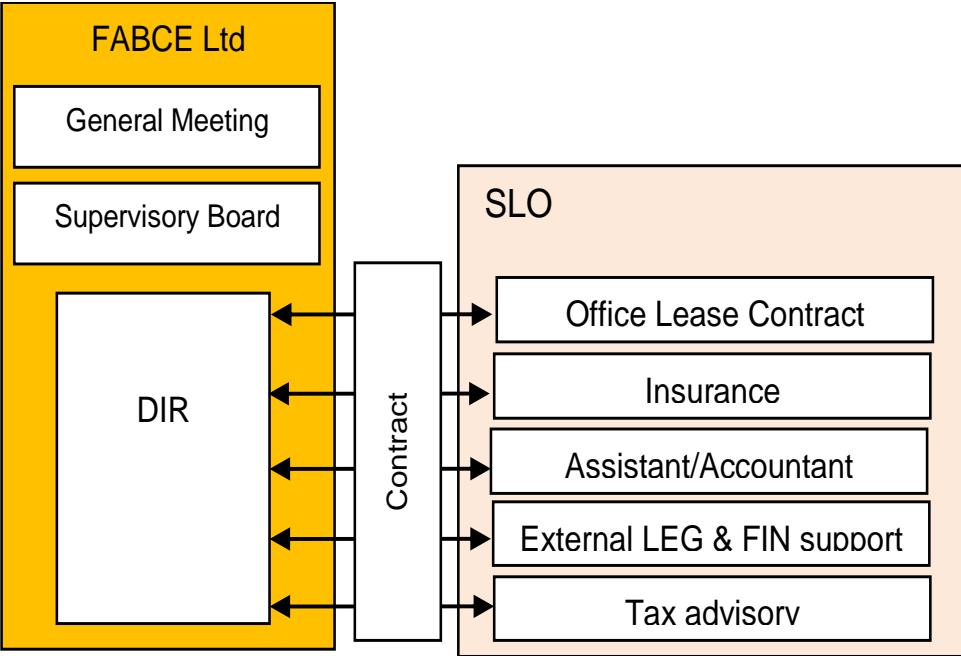 FABCE Ltd
General Meeting
Supervisory Board
DIR
Contract
SLO
Office Lease Contract
Insurance
Assistant/Accountant
External LEG & FIN support
Tax advisory